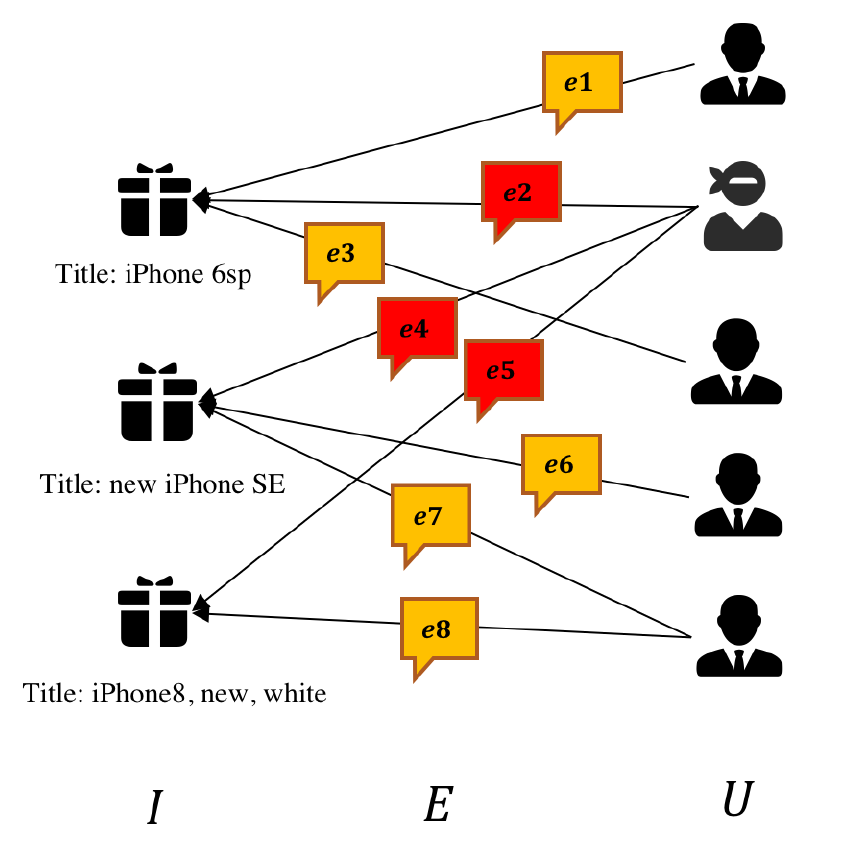 e1
e2
e3
Title: iPhone 6sp
e4
e5
e6
Title: new iPhone SE
e7
e8
Title: iPhone8, new, white
I E U